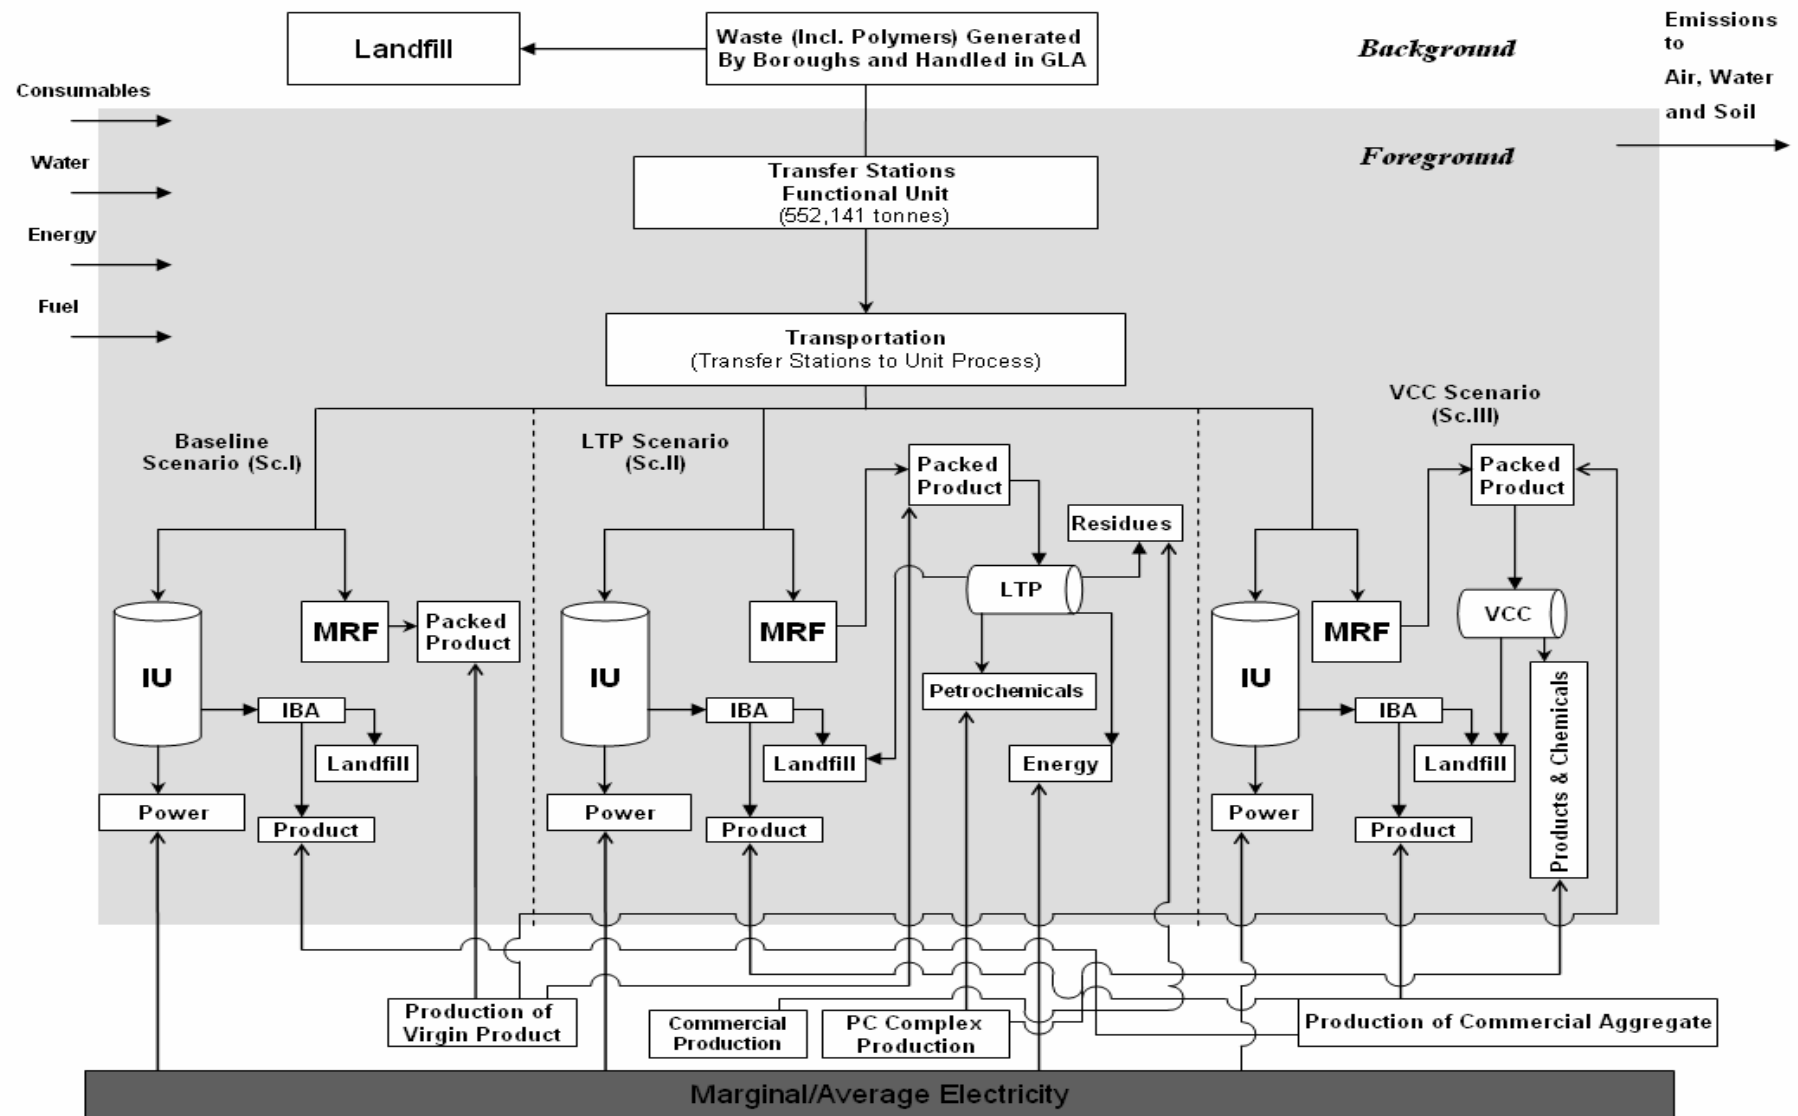 Landfill
Waste (Incl. Polymers) Generated
By Boroughs and Handled in GLA
Background
Emissions
to
Air, Water
and Soil
Consumables
Water
Energy
Fuel
Foreground
Transfer Stations
Functional Unit
(552,141 tonnes)
Transportation
(Transfer Stations to Unit Process)
Baseline
Scenario (Sc.I)
IU
MRF
Packed
Product
IBA
Landfill
Power
Product
LTP Scenario
(Sc.II)
Packed
Product
Residues
LTP
IU
MRF
Petrochemicals
IBA
Landfill
Energy
Power
Product
VCC Scenario
(Sc.III)
Packed
Product
VCC
IU
MRF
IBA
Landfill
Products & Chemicals
Power
Product
Production of
Virgin Product
Commercial
Production
PC Complex
Production
Production of Commercial Aggregate
Marginal/Average Electricity